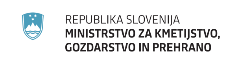 REPUBLIKA SLOVENIJA
MINISTRSTVO ZA KMETIJSTVO,
GOZDARSTVO IN PREHRANO